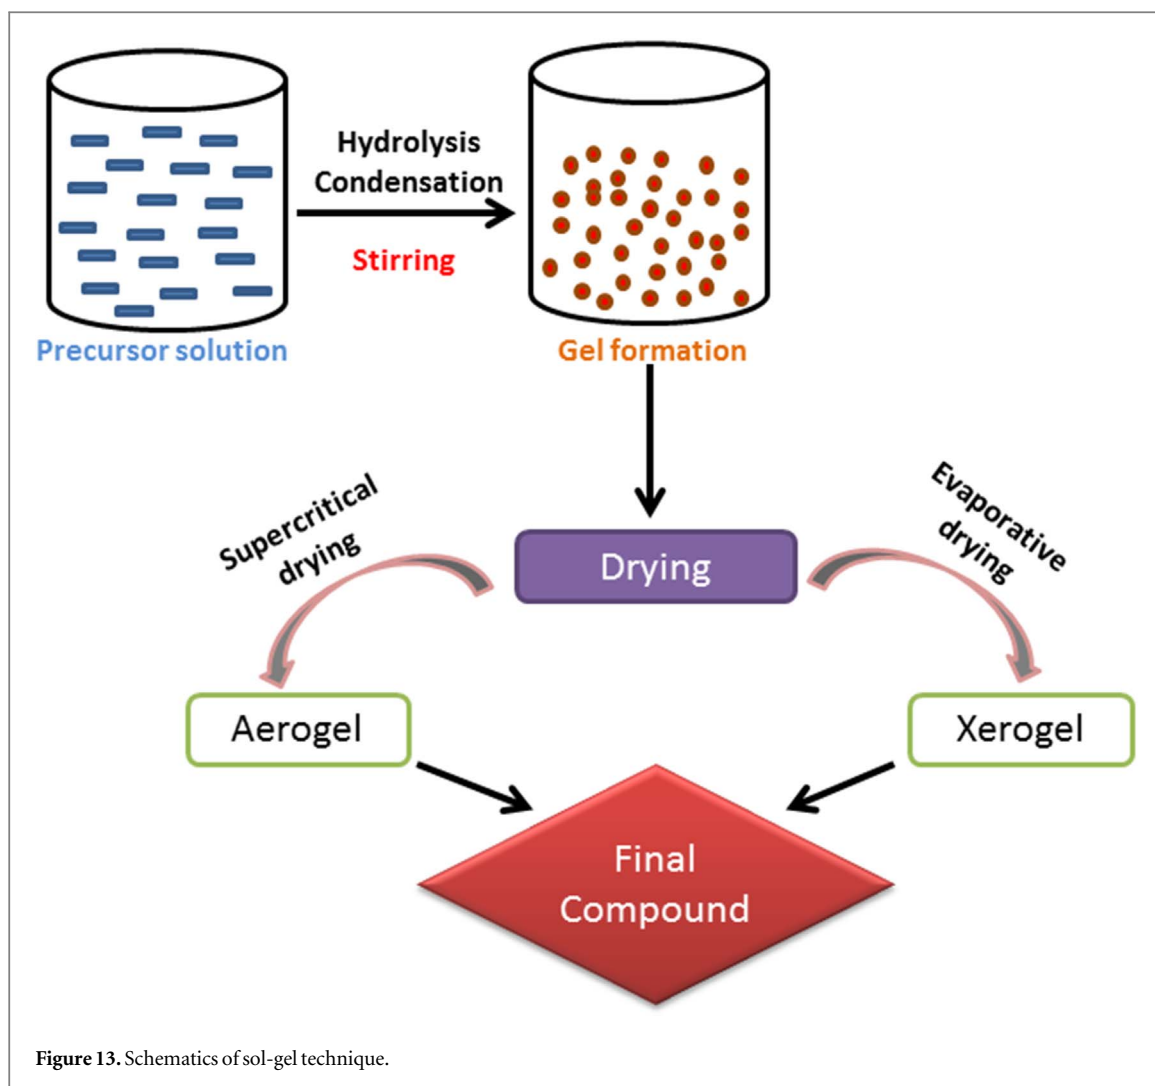 Hydrolysis
Condensation
Stirring
Precursor solution
Gel formation
Supercritical
drying
Evaporative
drying
Drying
Aerogel
Xerogel
Final
Compound
Figure 13. Schematics of sol-gel technique.